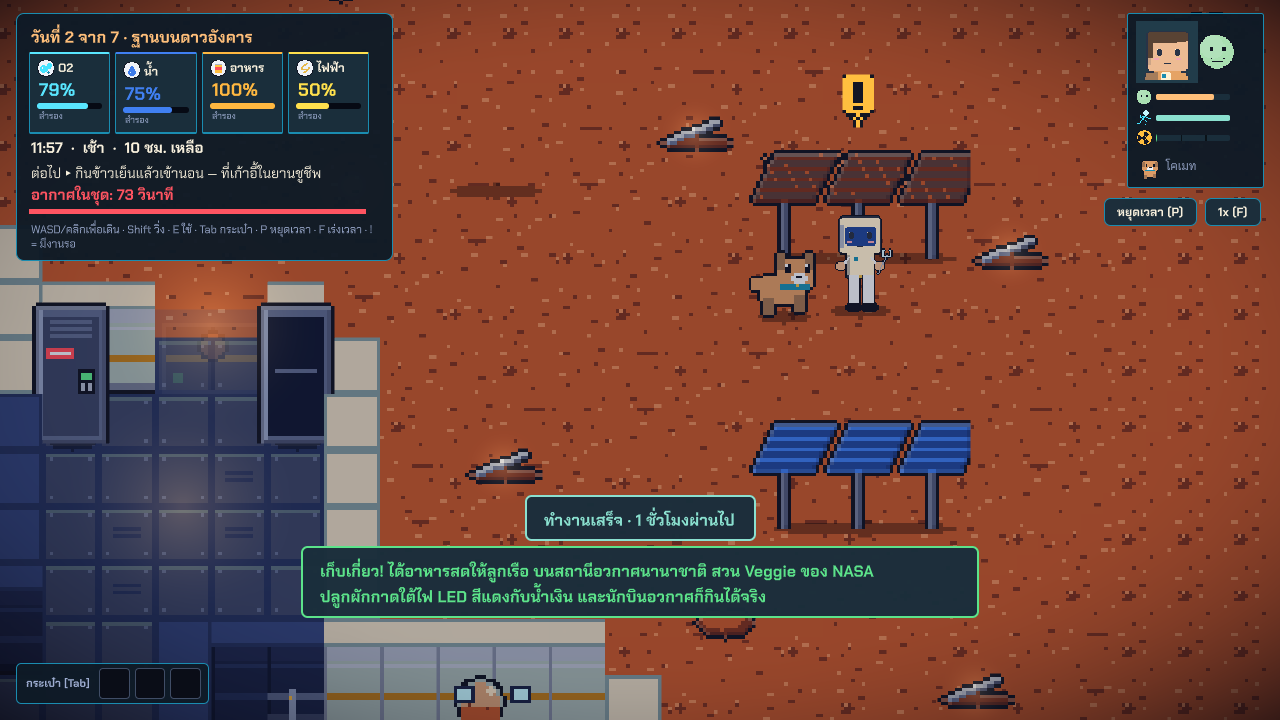 วันที่ 2 จาก 7 · ฐานบนดาวอังคาร
O2
79%
สำรอง
น้ำ
75%
สำรอง
อาหาร
100%
สำรอง
ไฟฟ้า
50%
สำรอง
11:57 · เช้า · 10 ชม. เหลือ
ต่อไป ▸ กินข้าวเย็นแล้วเข้านอน — ที่เก้าอี้ในยานชูชีพ
อากาศในชุด: 73 วินาที
WASD/คลิกเพื่อเดิน · Shift วิ่ง · E ใช้ · Tab กระเป๋า · P หยุดเวลา · F เร่งเวลา · !
= มีงานรอ
โคเมท
หยุดเวลา (P)
1x (F)
ทำงานเสร็จ · 1 ชั่วโมงผ่านไป
เก็บเกี่ยว! ได้อาหารสดให้ลูกเรือ บนสถานีอวกาศนานาชาติ สวน Veggie ของ NASA
ปลูกผักกาดใต้ไฟ LED สีแดงกับน้ำเงิน และนักบินอวกาศก็กินได้จริง
กระเป๋า [Tab]